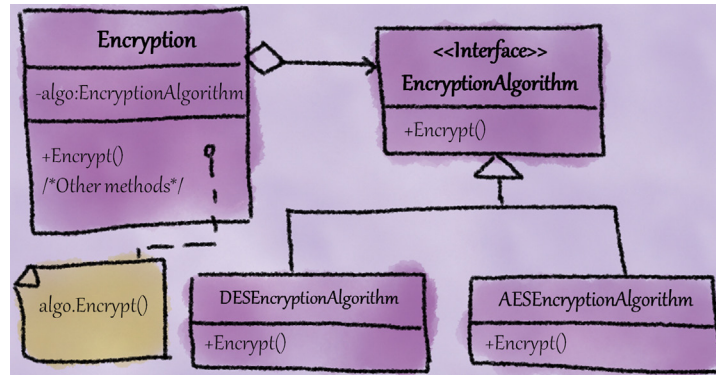 Encryption
-algo:EncryptionAlgorithm
+Encrypt()
/*Other methods*/
<<Interface>>
EncryptionAlgorithm
+Encrypt()
algo.Encrypt()
DESEncryptionAlgorithm
+Encrypt()
AESEncryptionAlgorithm
+Encrypt()